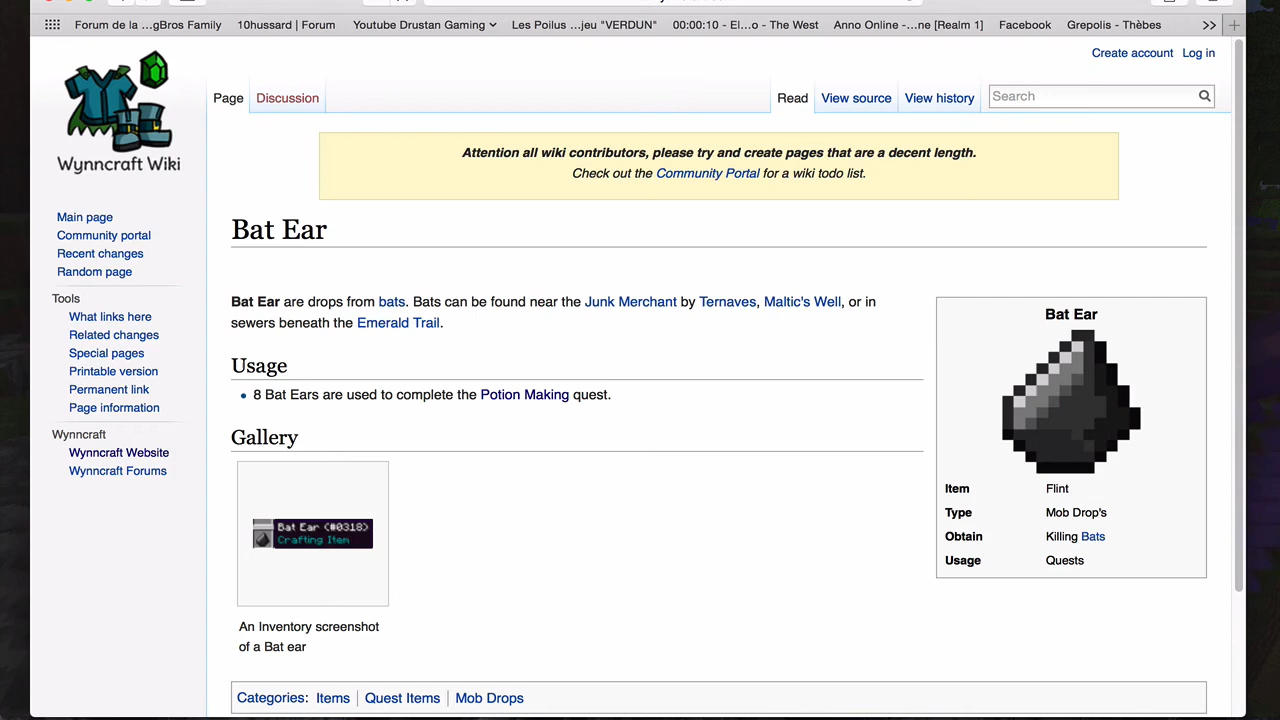 Forum de la ...gBros Family 10hussard | Forum Youtube Drustan Gaming Les Poilus ...jeu "VERDUN" 00:00:10 - El...o - The West Anno Online -...ne [Realm 1] Facebook Grepolis - Thèbes >>
Create account Log in
Page Discussion Read View source View history Search
Wynncraft Wiki
Attention all wiki contributors, please try and create pages that are a decent length.
Check out the Community Portal for a wiki todo list.
Main page
Community portal
Recent changes
Random page
Tools
What links here
Related changes
Special pages
Printable version
Permanent link
Page information
Wynncraft
Wynncraft Website
Wynncraft Forums
Bat Ear
Bat Ear are drops from bats. Bats can be found near the Junk Merchant by Ternaves, Maltic's Well, or in
sewers beneath the Emerald Trail.
Usage
• 8 Bat Ears are used to complete the Potion Making quest.
Gallery
Bat Ear (#0318)
Crafting Item
An Inventory screenshot
of a Bat ear
Bat Ear
Item Flint
Type Mob Drop's
Obtain Killing Bats
Usage Quests
Categories: Items | Quest Items | Mob Drops